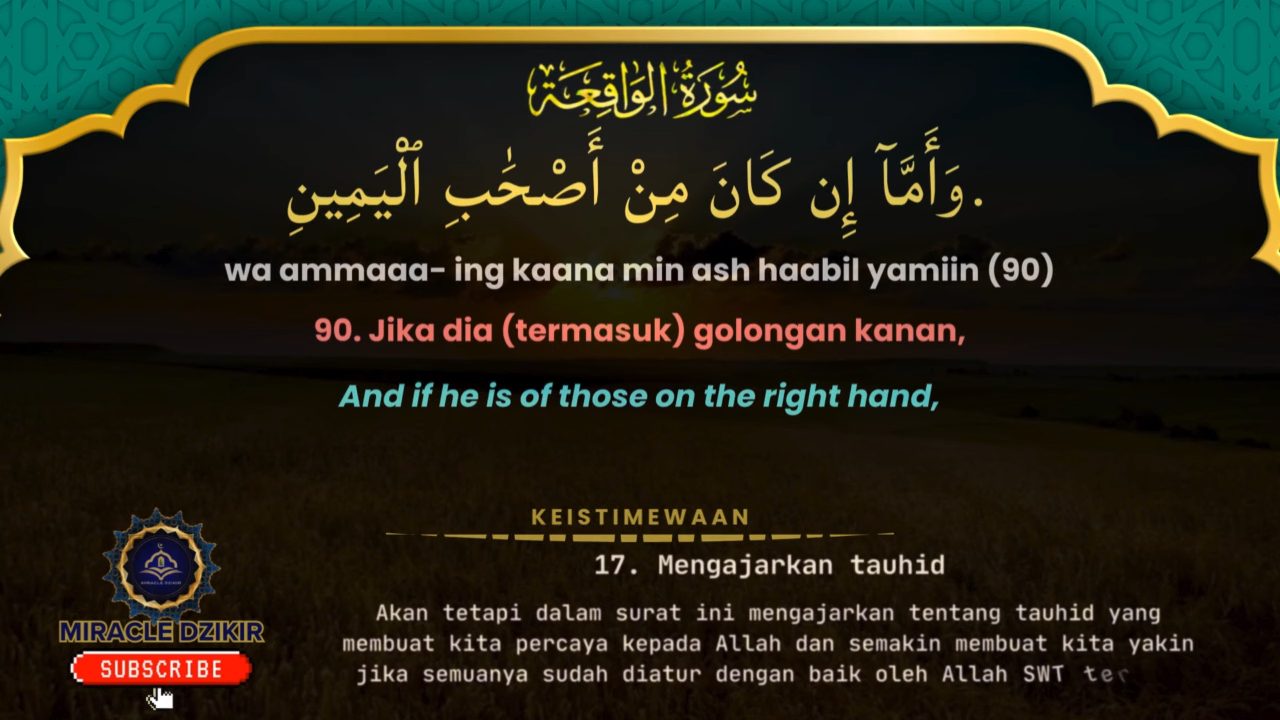 سُورَةُ الوَاقِعَة
وَأَمَّآ إِن كَانَ مِنْ أَصْحَٰبِ ٱلْيَمِينِ.
wa ammaaa- ing kaana min ash haabil yamiin (90)
90. Jika dia (termasuk) golongan kanan,
And if he is of those on the right hand,
KEISTIMEWAAN
17. Mengajarkan tauhid
Akan tetapi dalam surat ini mengajarkan tentang tauhid yang
membuat kita percaya kepada Allah dan semakin membuat kita yakin
jika semuanya sudah diatur dengan baik oleh Allah SWT ter
MIRACLE DZIKIR
MIRACLE DZIKIR
SUBSCRIBE